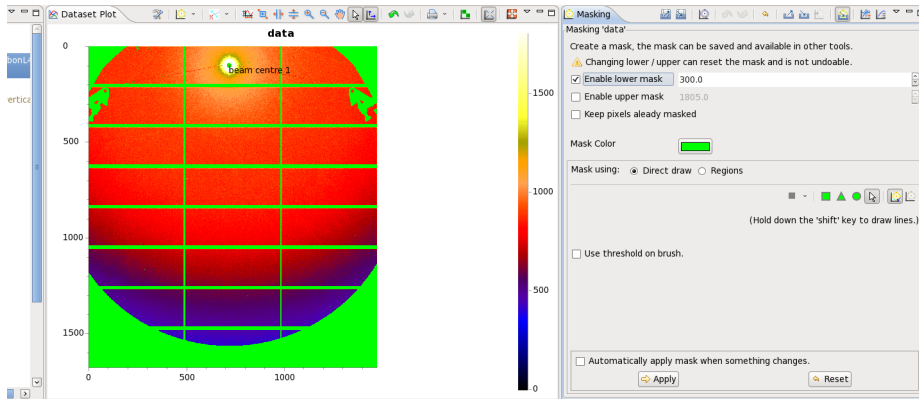 Dataset Plot
Masking
bonL
ertica
data
beam centre 1
0
500
1000
1500
0
500
1000
1500
1000
500
0
Masking 'data'
Create a mask, the mask can be saved and available in other tools.
Changing lower / upper can reset the mask and is not undoable.
Enable lower mask 300.0
Enable upper mask 1805.0
Keep pixels aleady masked
Mask Color
Mask using: Direct draw Regions
(Hold down the 'shift' key to draw lines.)
Use threshold on brush.
Automatically apply mask when something changes.
Apply Reset